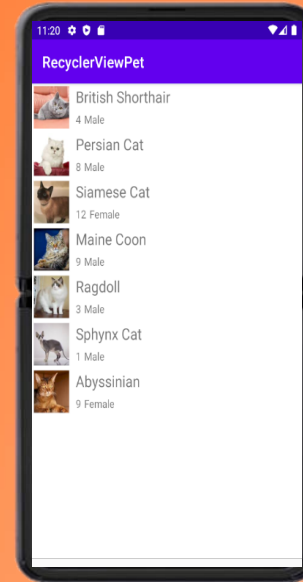 11:20
RecyclerViewPet
British Shorthair
4 Male
Persian Cat
8 Male
Siamese Cat
12 Female
Maine Coon
9 Male
Ragdoll
3 Male
Sphynx Cat
1 Male
Abyssinian
9 Female